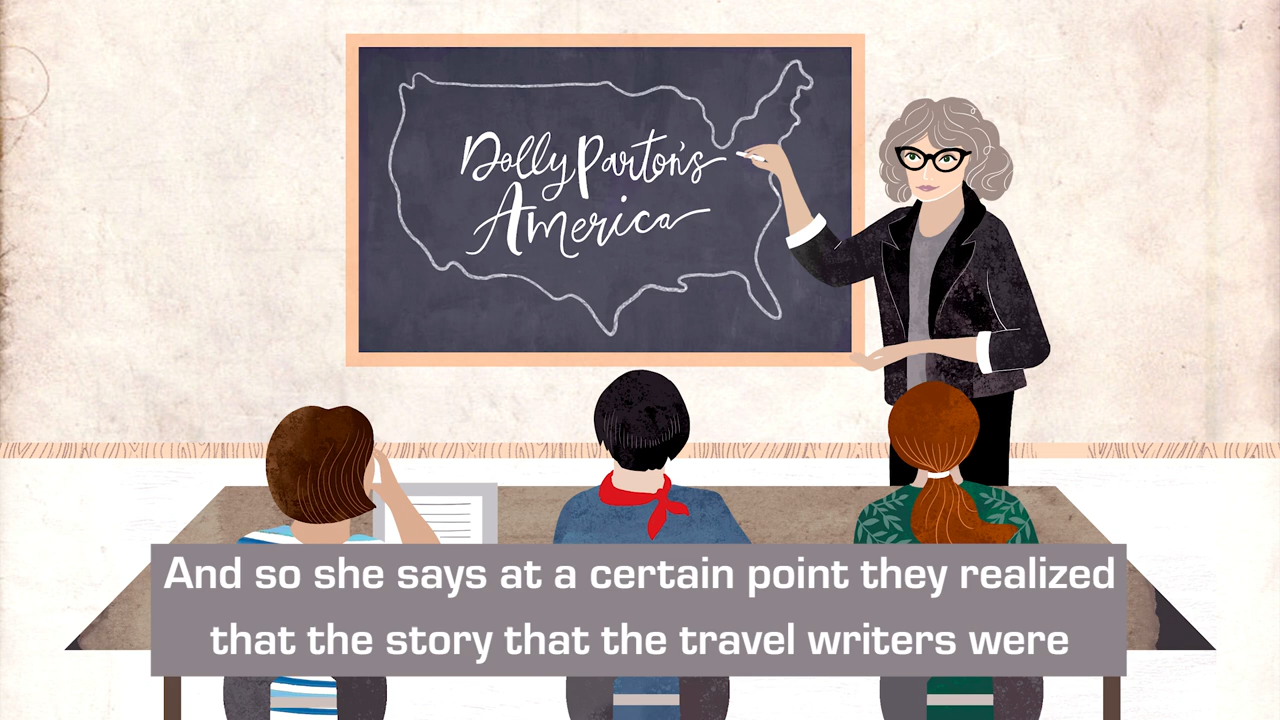 Dolly Parton's
America
And so she says at a certain point they realized
that the story that the travel writers were